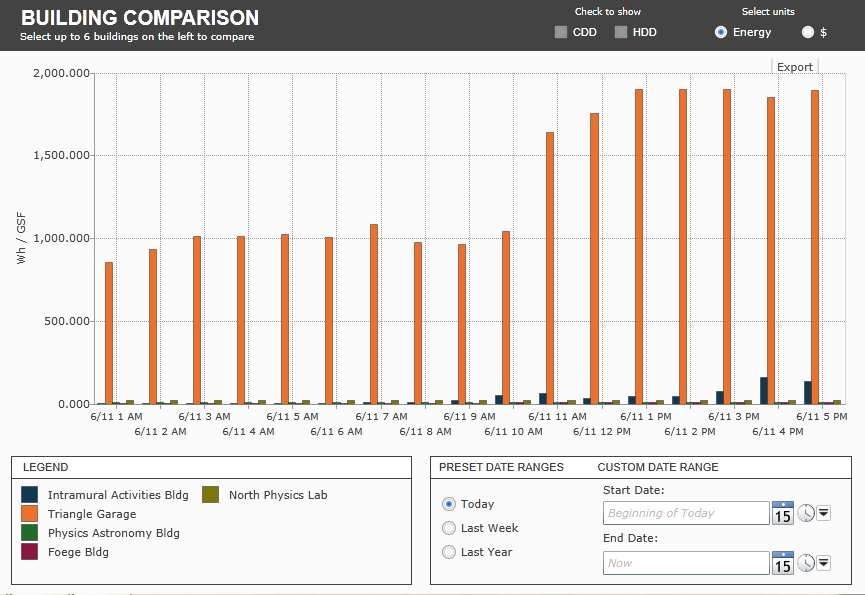 BUILDING COMPARISON
Select up to 6 buildings on the left to compare
Check to show
CDD HDD
Select units
Energy $
Export
2,000.000
1,500.000
1,000.000
500.000
0.000
Wh / GSF
6/11 1 AM 6/11 3 AM 6/11 5 AM 6/11 7 AM 6/11 9 AM 6/11 11 AM 6/11 1 PM 6/11 3 PM 6/11 5 PM
6/11 2 AM 6/11 4 AM 6/11 6 AM 6/11 8 AM 6/11 10 AM 6/11 12 PM 6/11 2 PM 6/11 4 PM
LEGEND
Intramural Activities Bldg North Physics Lab
Triangle Garage
Physics Astronomy Bldg
Foege Bldg
PRESET DATE RANGES CUSTOM DATE RANGE
Today
Last Week
Last Year
Start Date:
Beginning of Today 15
End Date:
Now 15